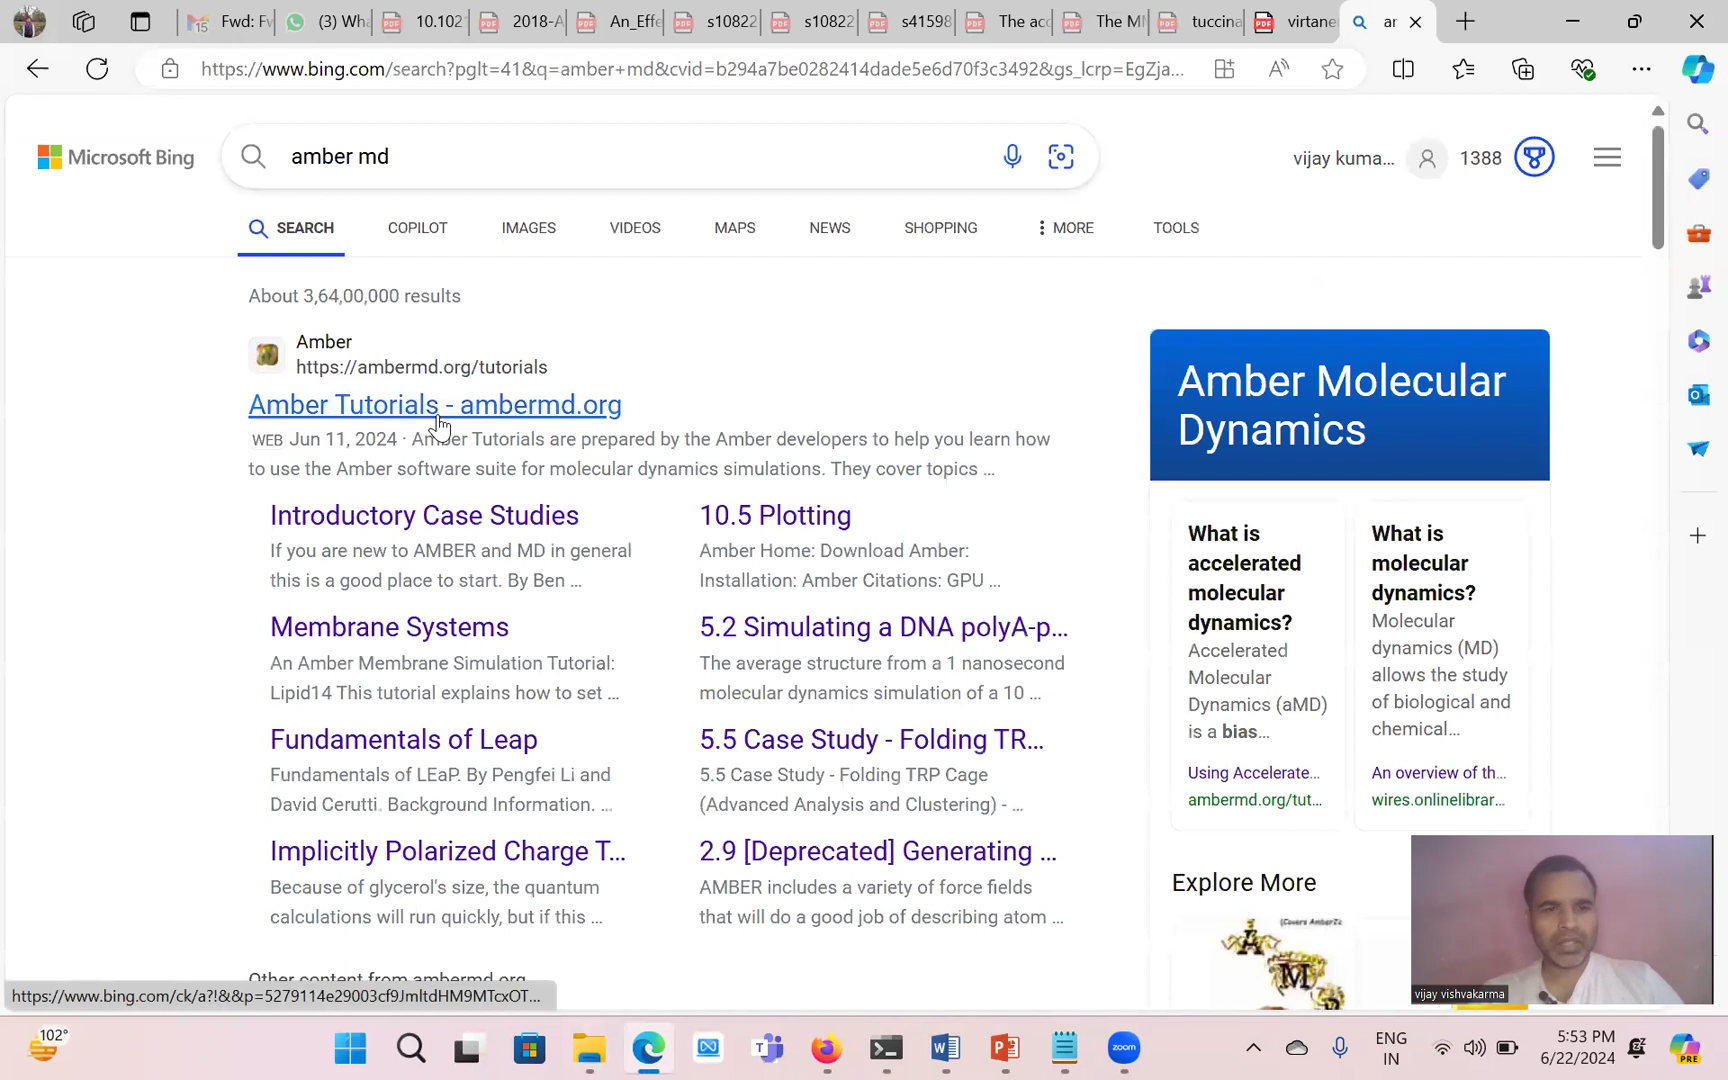 Fwd: Fv
(3) Wha
10.102
2018-A
An_Effe
s10822
s10822
s41598
The acc
The MI
tuccina
virtane
ar
https://www.bing.com/search?pglt=41&q=amber+md&cvid=b294a7be0282414dade5e6d70f3c3492&gs_lcrp=EgZja...
Microsoft Bing
amber md
vijay kuma...
1388
SEARCH
COPILOT
IMAGES
VIDEOS
MAPS
NEWS
SHOPPING
MORE
TOOLS
About 3,64,00,000 results
Amber
https://ambermd.org/tutorials
Amber Tutorials - ambermd.org
WEB Jun 11, 2024 · Amber Tutorials are prepared by the Amber developers to help you learn how
to use the Amber software suite for molecular dynamics simulations. They cover topics ...
Introductory Case Studies
If you are new to AMBER and MD in general
this is a good place to start. By Ben ...
10.5 Plotting
Amber Home: Download Amber:
Installation: Amber Citations: GPU ...
Membrane Systems
An Amber Membrane Simulation Tutorial:
Lipid14 This tutorial explains how to set ...
5.2 Simulating a DNA polyA-p...
The average structure from a 1 nanosecond
molecular dynamics simulation of a 10 ...
Fundamentals of Leap
Fundamentals of LEaP. By Pengfei Li and
David Cerutti. Background Information. ...
5.5 Case Study - Folding TR...
5.5 Case Study - Folding TRP Cage
(Advanced Analysis and Clustering) - ...
Implicitly Polarized Charge T...
Because of glycerol's size, the quantum
calculations will run quickly, but if this ...
2.9 [Deprecated] Generating ...
AMBER includes a variety of force fields
that will do a good job of describing atom ...
Other content from ambermd.org
Amber Molecular
Dynamics
What is
accelerated
molecular
dynamics?
Accelerated
Molecular
Dynamics (aMD)
is a bias...
Using Accelerate...
ambermd.org/tut...
What is
molecular
dynamics?
Molecular
dynamics (MD)
allows the study
of biological and
chemical...
An overview of th...
wires.onlinelibrar...
Explore More
vijay vishvakarma
https://www.bing.com/ck/a?!&&p=5279114e29003cf9JmltdHM9MTcxOT...
102°
zoom
ENG
IN
5:53 PM
6/22/2024
PRE